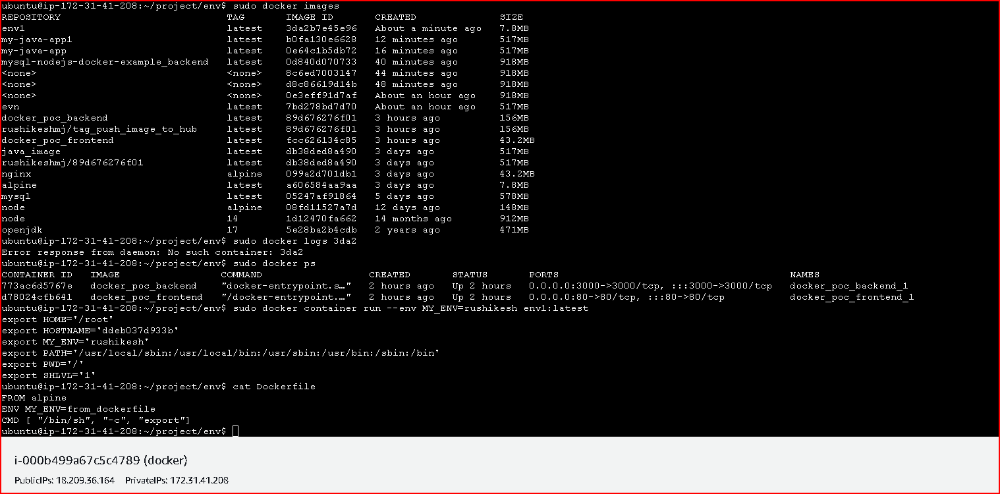 ubuntu@ip-172-31-41-208:~/project/env$ sudo docker images
REPOSITORY TAG IMAGE ID CREATED SIZE
env1 latest 3da2b7e45e96 About a minute ago 7.8MB
my-java-app1 latest b0fa130e6628 12 minutes ago 517MB
my-java-app latest 0e64c1b5db72 16 minutes ago 517MB
mysql-nodejs-docker-example_backend latest 0d840d070733 40 minutes ago 918MB
<none> <none> 8c6ed7003147 44 minutes ago 918MB
<none> <none> d8c86619d14b 48 minutes ago 918MB
<none> <none> 0e3eff91d7af About an hour ago 918MB
evn latest 7bd278bd7d70 About an hour ago 517MB
docker_poc_backend latest 89d676276f01 3 hours ago 156MB
rushikeshmj/tag_push_image_to_hub latest 89d676276f01 3 hours ago 156MB
docker_poc_frontend latest fcc626134c85 3 hours ago 43.2MB
java_image latest db38ded8a490 3 days ago 517MB
rushikeshmj/89d676276f01 latest db38ded8a490 3 days ago 517MB
nginx alpine 099a2d701db1 3 days ago 43.2MB
alpine latest a606584aa9aa 3 days ago 7.8MB
mysql latest 05247af91864 5 days ago 578MB
node alpine 08fd11527a7d 12 days ago 148MB
node 14 1d12470fa662 14 months ago 912MB
openjdk 17 5e28ba2b4cdb 2 years ago 471MB
ubuntu@ip-172-31-41-208:~/project/env$ sudo docker logs 3da2
Error response from daemon: No such container: 3da2
ubuntu@ip-172-31-41-208:~/project/env$ sudo docker ps
CONTAINER ID IMAGE COMMAND CREATED STATUS PORTS NAMES
773ac6d5767e docker_poc_backend "docker-entrypoint.s…" 2 hours ago Up 2 hours 0.0.0.0:3000->3000/tcp, :::3000->3000/tcp docker_poc_backend_1
d78024cfb641 docker_poc_frontend "/docker-entrypoint.…" 2 hours ago Up 2 hours 0.0.0.0:80->80/tcp, :::80->80/tcp docker_poc_frontend_1
ubuntu@ip-172-31-41-208:~/project/env$ sudo docker container run --env MY_ENV=rushikesh env1:latest
export HOME='/root'
export HOSTNAME='ddeb037d933b'
export MY_ENV='rushikesh'
export PATH='/usr/local/sbin:/usr/local/bin:/usr/sbin:/usr/bin:/sbin:/bin'
export PWD='/'
export SHLVL='1'
ubuntu@ip-172-31-41-208:~/project/env$ cat Dockerfile
FROM alpine
ENV MY_ENV=from_dockerfile
CMD [ "/bin/sh", "-c", "export"]
ubuntu@ip-172-31-41-208:~/project/env$
i-000b499a67c5c4789 (docker)
PublicIPs: 18.209.36.164 PrivateIPs: 172.31.41.208